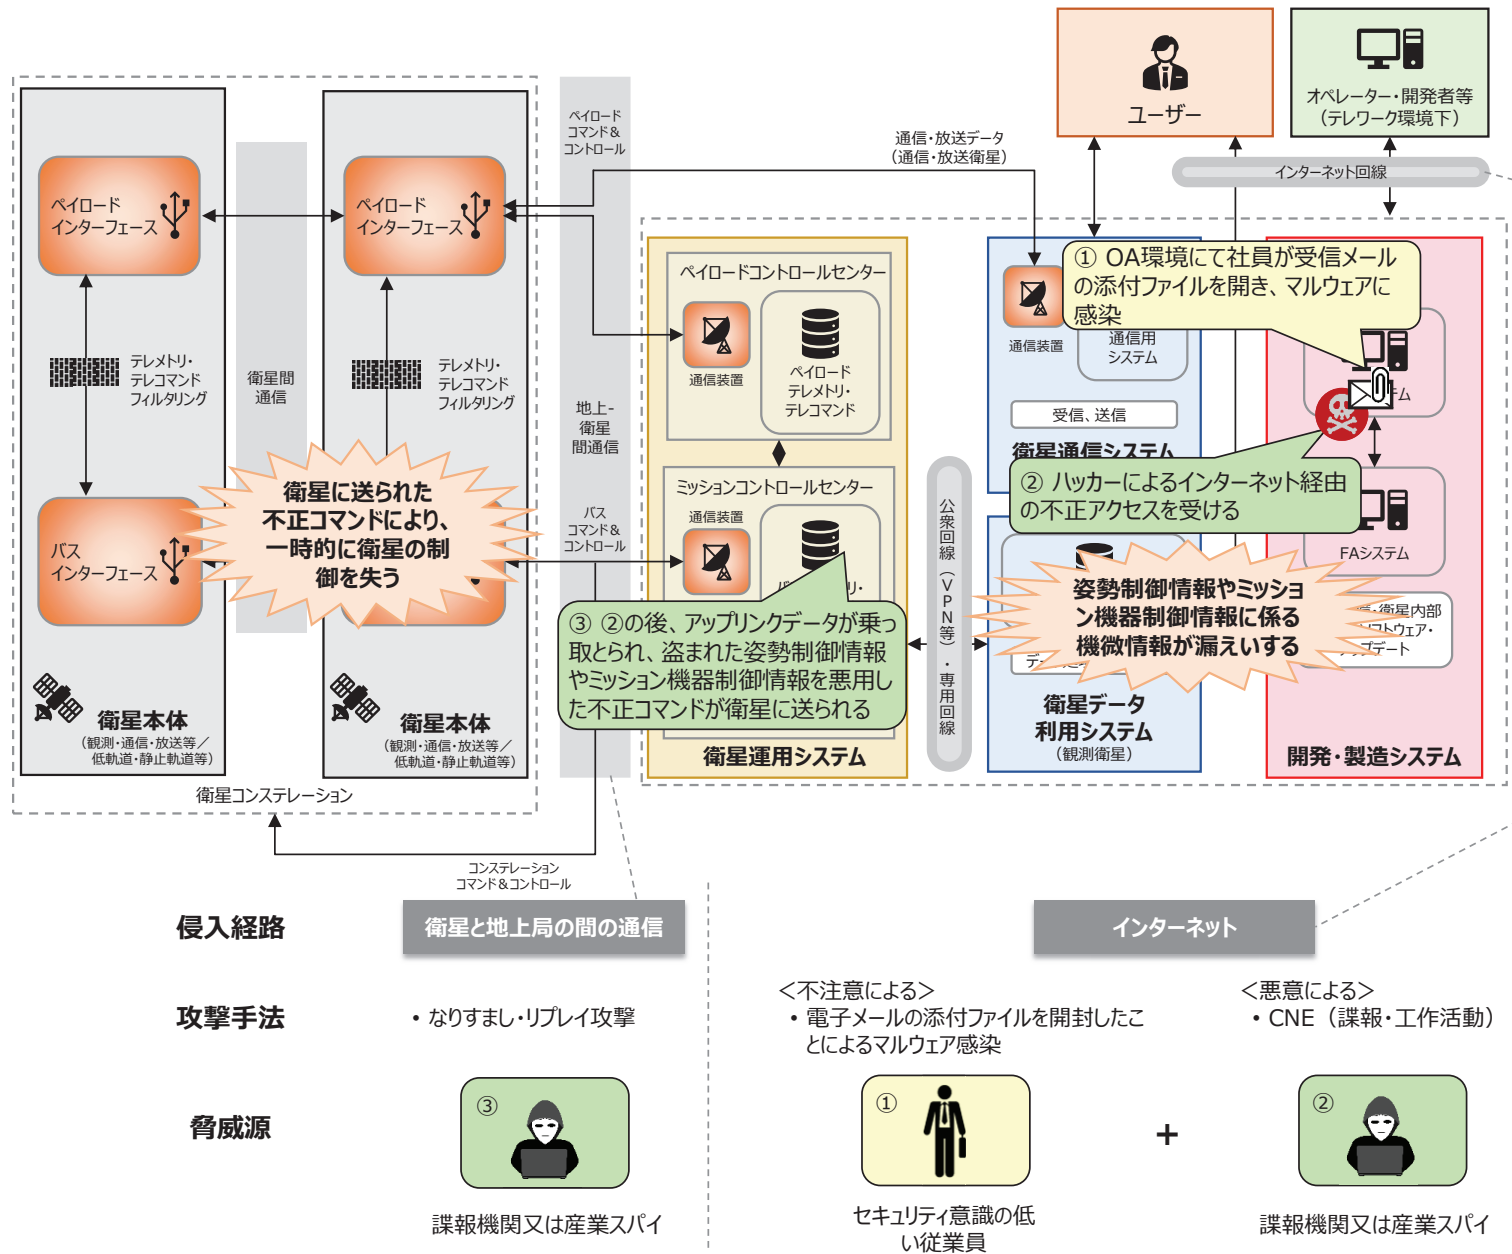 ユーザー
オペレーター・開発者等
（テレワーク環境下）
インターネット回線
ペイロード
コマンド＆
コントロール
通信・放送データ
（通信・放送衛星）
ペイロード
インターフェース
ペイロード
インターフェース
テレメトリ・
テレコマンド
フィルタリング
衛星間
通信
テレメトリ・
テレコマンド
フィルタリング
地上-
衛星
間通信
ペイロードコントロールセンター
通信装置
ペイロード
テレメトリ・
テレコマンド
通信装置
通信用
システム
受信、送信
衛星通信システム
① OA環境にて社員が受信メール
の添付ファイルを開き、マルウェアに
感染
テム
② ハッカーによるインターネット経由
の不正アクセスを受ける
FAシステム
衛星に送られた
不正コマンドにより、
一時的に衛星の制
御を失う
バス
インターフェース
バス
コマンド＆
コントロール
ミッションコントロールセンター
通信装置
③ ②の後、アップリンクデータが乗っ
取とられ、盗まれた姿勢制御情報
やミッション機器制御情報を悪用し
た不正コマンドが衛星に送られる
衛星運用システム
公衆回線（VPN等）・専用回線
姿勢制御情報やミッショ
ン機器制御情報に係る
機微情報が漏えいする
・衛星内部
フトウェア・
プデート
衛星データ
利用システム
（観測衛星）
開発・製造システム
衛星本体
（観測・通信・放送等／
低軌道・静止軌道等）
衛星本体
（観測・通信・放送等／
低軌道・静止軌道等）
衛星コンステレーション
コンステレーション
コマンド＆コントロール
侵入経路
衛星と地上局の間の通信
インターネット
攻撃手法
• なりすまし・リプレイ攻撃
＜不注意による＞
• 電子メールの添付ファイルを開封したこ
とによるマルウェア感染
＜悪意による＞
• CNE（諜報・工作活動）
脅威源
③
諜報機関又は産業スパイ
①
セキュリティ意識の低
い従業員
+
②
諜報機関又は産業スパイ